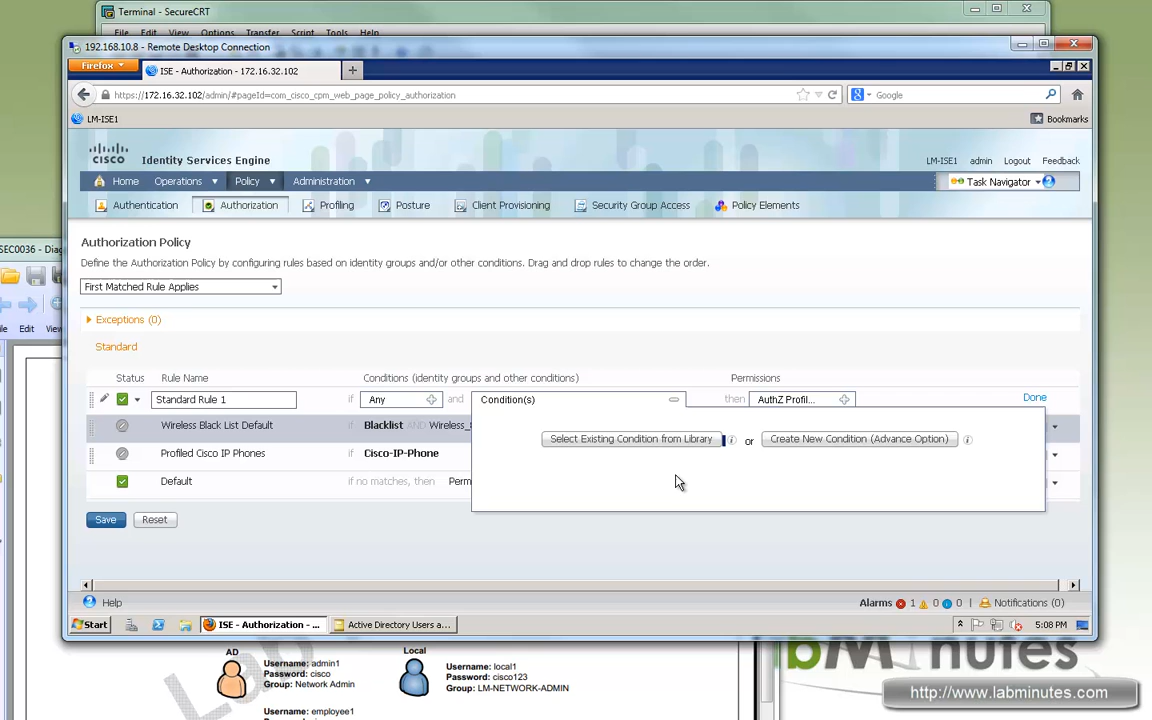 Terminal - SecureCRT
File Edit View Options Transfer Script Tools Help
192.168.10.8 - Remote Desktop Connection
Firefox
ISE - Authorization - 172.16.32.102
https://172.16.32.102/admin/#pageId=com_cisco_cpm_web_page_policy_authorization
Google
LM-ISE1
Bookmarks
CISCO Identity Services Engine
LM-ISE1 admin Logout Feedback
Home Operations Policy Administration
Task Navigator
Authentication Authorization Profiling Posture Client Provisioning Security Group Access Policy Elements
SEC0036 - Dia
Authorization Policy
Define the Authorization Policy by configuring rules based on identity groups and/or other conditions. Drag and drop rules to change the order.
First Matched Rule Applies
Exceptions (0)
File Edit View
Standard
Status Rule Name Conditions (identity groups and other conditions) Permissions
Standard Rule 1 if Any and Condition(s) then AuthZ Profil... Done
Wireless Black List Default if Blacklist AND Wireless_
Select Existing Condition from Library or Create New Condition (Advance Option)
Profiled Cisco IP Phones if Cisco-IP-Phone
Default if no matches, then Perm
Save Reset
Help
Alarms 1 0 0 Notifications (0)
Start ISE - Authorization - ... Active Directory Users a... 5:08 PM
AD
Username: admin1
Password: cisco
Group: Network Admin
Local
Username: local1
Password: cisco123
Group: LM-NETWORK-ADMIN
Username: employee1
bMinutes
http://www.labminutes.com